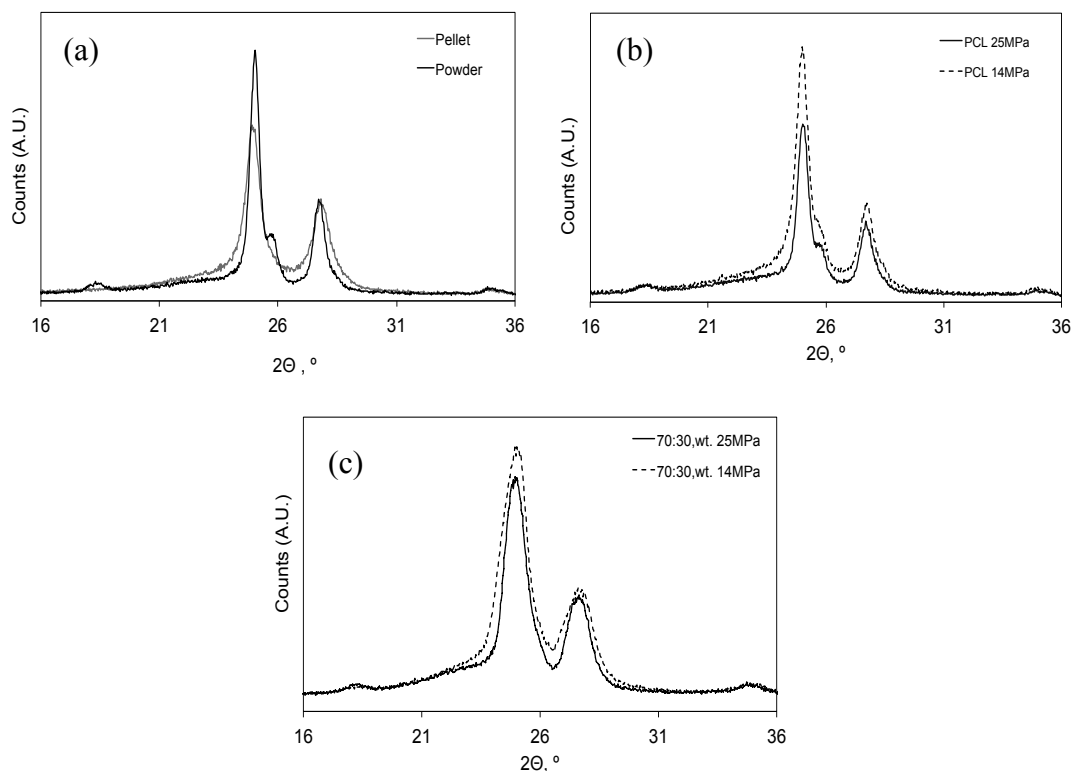 (a)
Pellet
Powder
Counts (A.U.)
16 21 26 31 36
2Θ , º
(b)
PCL 25MPa
PCL 14MPa
Counts (A.U.)
16 21 26 31 36
2Θ, º
(c)
70:30,wt. 25MPa
70:30,wt. 14MPa
Counts (A.U.)
16 21 26 31 36
2Θ, º